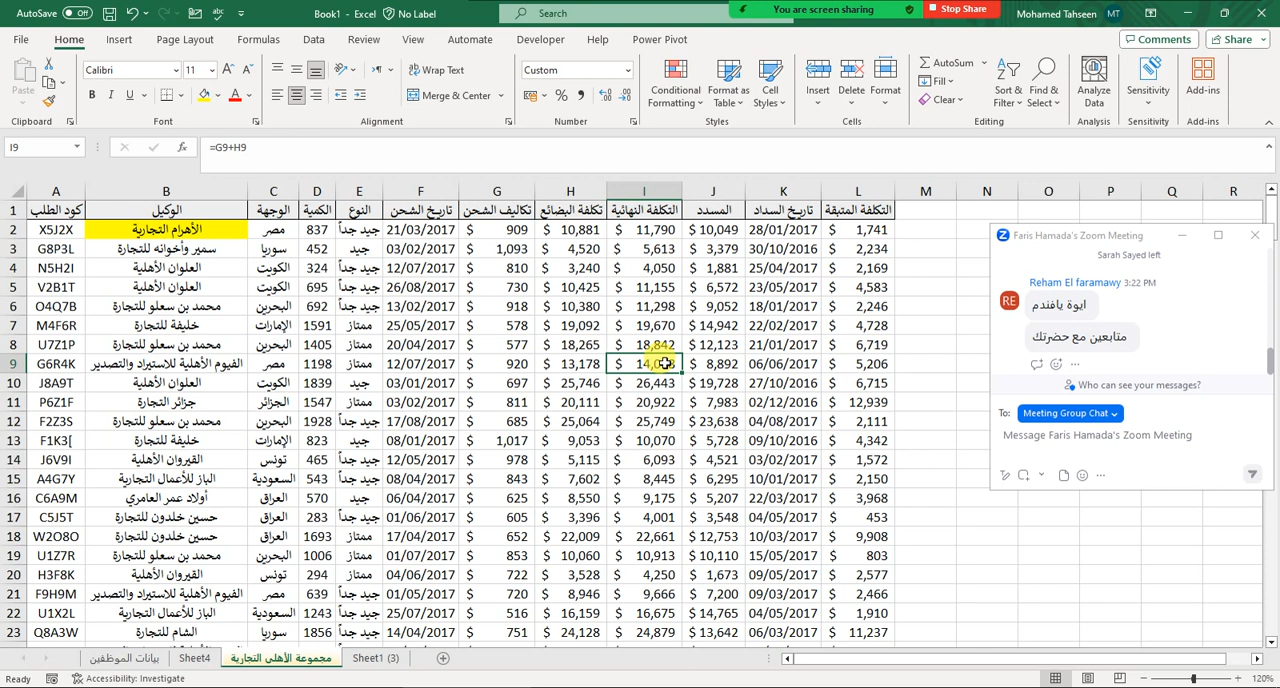 AutoSave Off Book1 - Excel No Label Search You are screen sharing Stop Share Mohamed Tahseen MT
File Home Insert Page Layout Formulas Data Review View Automate Developer Help Power Pivot Comments Share
Paste Calibri 11 Wrap Text Custom Conditional Formatting Format as Table Cell Styles Insert Delete Format AutoSum Sort & Filter Find & Select Analyze Data Sensitivity Add-ins
B I U Merge & Center Fill
Clear
Clipboard Font Alignment Number Styles Cells Editing Analysis Sensitivity Add-ins
I9 fx =G9+H9
A B C D E F G H I J K L M N O P Q R
1 كود الطلب الوكيل الوجهة الكمية النوع تاريخ الشحن تكاليف الشحن تكلفة البضائع التكلفة النهائية المسدد تاريخ السداد التكلفة المتبقة
2 X5J2X الأهرام التجارية مصر 837 جيد جداً 21/03/2017 $ 909 $ 10,881 $ 11,790 $ 10,049 28/01/2017 $ 1,741
3 G8P3L سمير وأخوانه للتجارة سوريا 452 جيد 03/02/2017 $ 1,093 $ 4,520 $ 5,613 $ 3,379 30/10/2016 $ 2,234
4 N5H2I العلوان الأهلية الكويت 324 جيد جداً 12/07/2017 $ 810 $ 3,240 $ 4,050 $ 1,881 25/04/2017 $ 2,169
5 V2B1T العلوان الأهلية الكويت 695 جيد جداً 26/08/2017 $ 730 $ 10,425 $ 11,155 $ 6,572 23/05/2017 $ 4,583
6 O4Q7B محمد بن سعلو للتجارة البحرين 692 جيد جداً 13/02/2017 $ 918 $ 10,380 $ 11,298 $ 9,052 18/01/2017 $ 2,246
7 M4F6R خليفة للتجارة الإمارات 1591 ممتاز 25/05/2017 $ 578 $ 19,092 $ 19,670 $ 14,942 22/02/2017 $ 4,728
8 U7Z1P محمد بن سعلو للتجارة البحرين 1405 ممتاز 20/04/2017 $ 577 $ 18,265 $ 18,842 $ 12,123 21/01/2017 $ 6,719
9 G6R4K الفيوم الأهلية للاستيراد والتصدير مصر 1198 ممتاز 16/07/2017 $ 920 $ 13,178 $ $ 8,892 06/06/2017 $ 5,206
10 J8A9T العلوان الأهلية الكويت 1839 جيد 03/01/2017 $ 697 $ 25,746 $ 26,443 $ 19,728 27/10/2016 $ 6,715
11 P6Z1F جزائر التجارة الجزائر 1547 ممتاز 03/02/2017 $ 811 $ 20,111 $ 20,922 $ 7,983 02/12/2016 $ 12,939
12 F2Z3S محمد بن سعلو للتجارة البحرين 1928 جيد جداً 17/08/2017 $ 685 $ 25,064 $ 25,749 $ 23,638 04/08/2017 $ 2,111
13 F1K3[ خليفة للتجارة الإمارات 823 جيد 08/01/2017 $ 1,017 $ 9,053 $ 10,070 $ 5,728 09/10/2016 $ 4,342
14 J6V9I القيروان الأهلية تونس 465 جيد جداً 12/05/2017 $ 978 $ 5,115 $ 6,093 $ 4,521 03/02/2017 $ 1,572
15 A4G7Y الباز للأعمال التجارية السعودية 543 جيد جداً 08/04/2017 $ 843 $ 7,602 $ 8,445 $ 6,295 10/01/2017 $ 2,150
16 C6A9M أولاد عمر العامري العراق 570 جيد 06/04/2017 $ 625 $ 8,550 $ 9,175 $ 5,207 22/03/2017 $ 3,968
17 C5J5T حسين خلدون للتجارة العراق 283 جيد جداً 01/06/2017 $ 605 $ 3,396 $ 4,001 $ 3,548 04/05/2017 $ 453
18 W2O8O حسين خلدون للتجارة العراق 1693 ممتاز 17/04/2017 $ 652 $ 22,009 $ 22,661 $ 12,753 10/03/2017 $ 9,908
19 U1Z7R محمد بن سعلو للتجارة البحرين 1006 ممتاز 01/07/2017 $ 853 $ 10,060 $ 10,913 $ 10,110 15/05/2017 $ 803
20 H3F8K القيروان الأهلية تونس 294 ممتاز 04/06/2017 $ 722 $ 3,528 $ 4,250 $ 1,673 09/05/2017 $ 2,577
21 F9H9M الفيوم الأهلية للاستيراد والتصدير مصر 639 جيد جداً 01/05/2017 $ 720 $ 8,946 $ 9,666 $ 7,200 09/03/2017 $ 2,466
22 U1X2L الباز للأعمال التجارية السعودية 1243 جيد جداً 25/07/2017 $ 516 $ 16,159 $ 16,675 $ 14,765 04/05/2017 $ 1,910
23 Q8A3W الشام للتجارة سوريا 1856 جيد جداً 14/04/2017 $ 751 $ 24,128 $ 24,879 $ 13,642 06/03/2017 $ 11,237
Faris Hamada's Zoom Meeting
Sarah Sayed left
Reham El faramawy 3:22 PM
RE ايوة يافندم
متابعين مع حضرتك
Who can see your messages?
To: Meeting Group Chat
Message Faris Hamada's Zoom Meeting
بيانات الموظفين Sheet4 مجموعة الأهلي التجارية Sheet1 (3)
Ready Accessibility: Investigate 120%